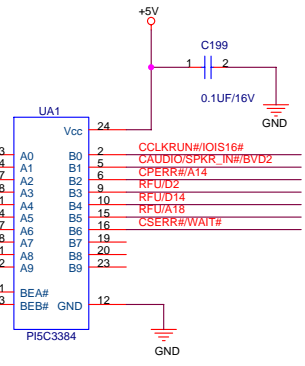 +5V
C199
1 2
0.1UF/16V
GND
UA1
Vcc 24
A0 B0 2 CCLKRUN#/IOIS16#
A1 B1 5 CAUDIO/SPKR_IN#/BVD2
A2 B2 6 CPERR#/A14
A3 B3 9 RFU/D2
A4 B4 10 RFU/D14
A5 B5 15 RFU/A18
A6 B6 16 CSERR#/WAIT#
A7 B7 19
A8 B8 20
A9 B9 23
BEA#
BEB# GND 12
PI5C3384
GND